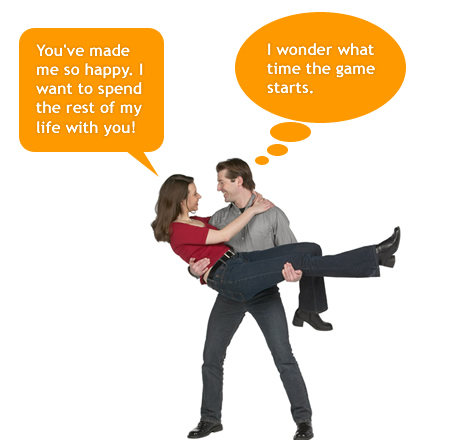 You've made
me so happy. I
want to spend
the rest of my
life with you!
I wonder what
time the game
starts.